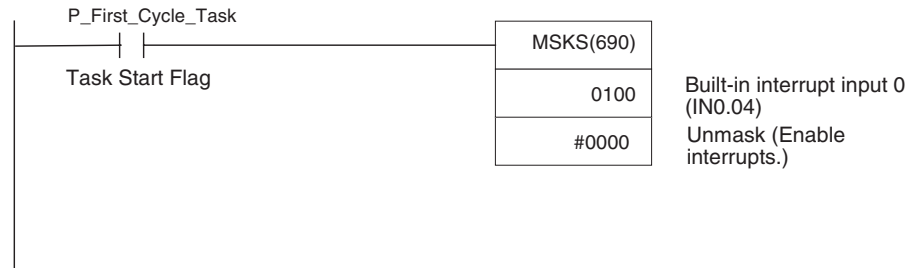 P_First_Cycle_Task
Task Start Flag
MSKS(690)
0100
#0000
Built-in interrupt input 0
(IN0.04)
Unmask (Enable
interrupts.)